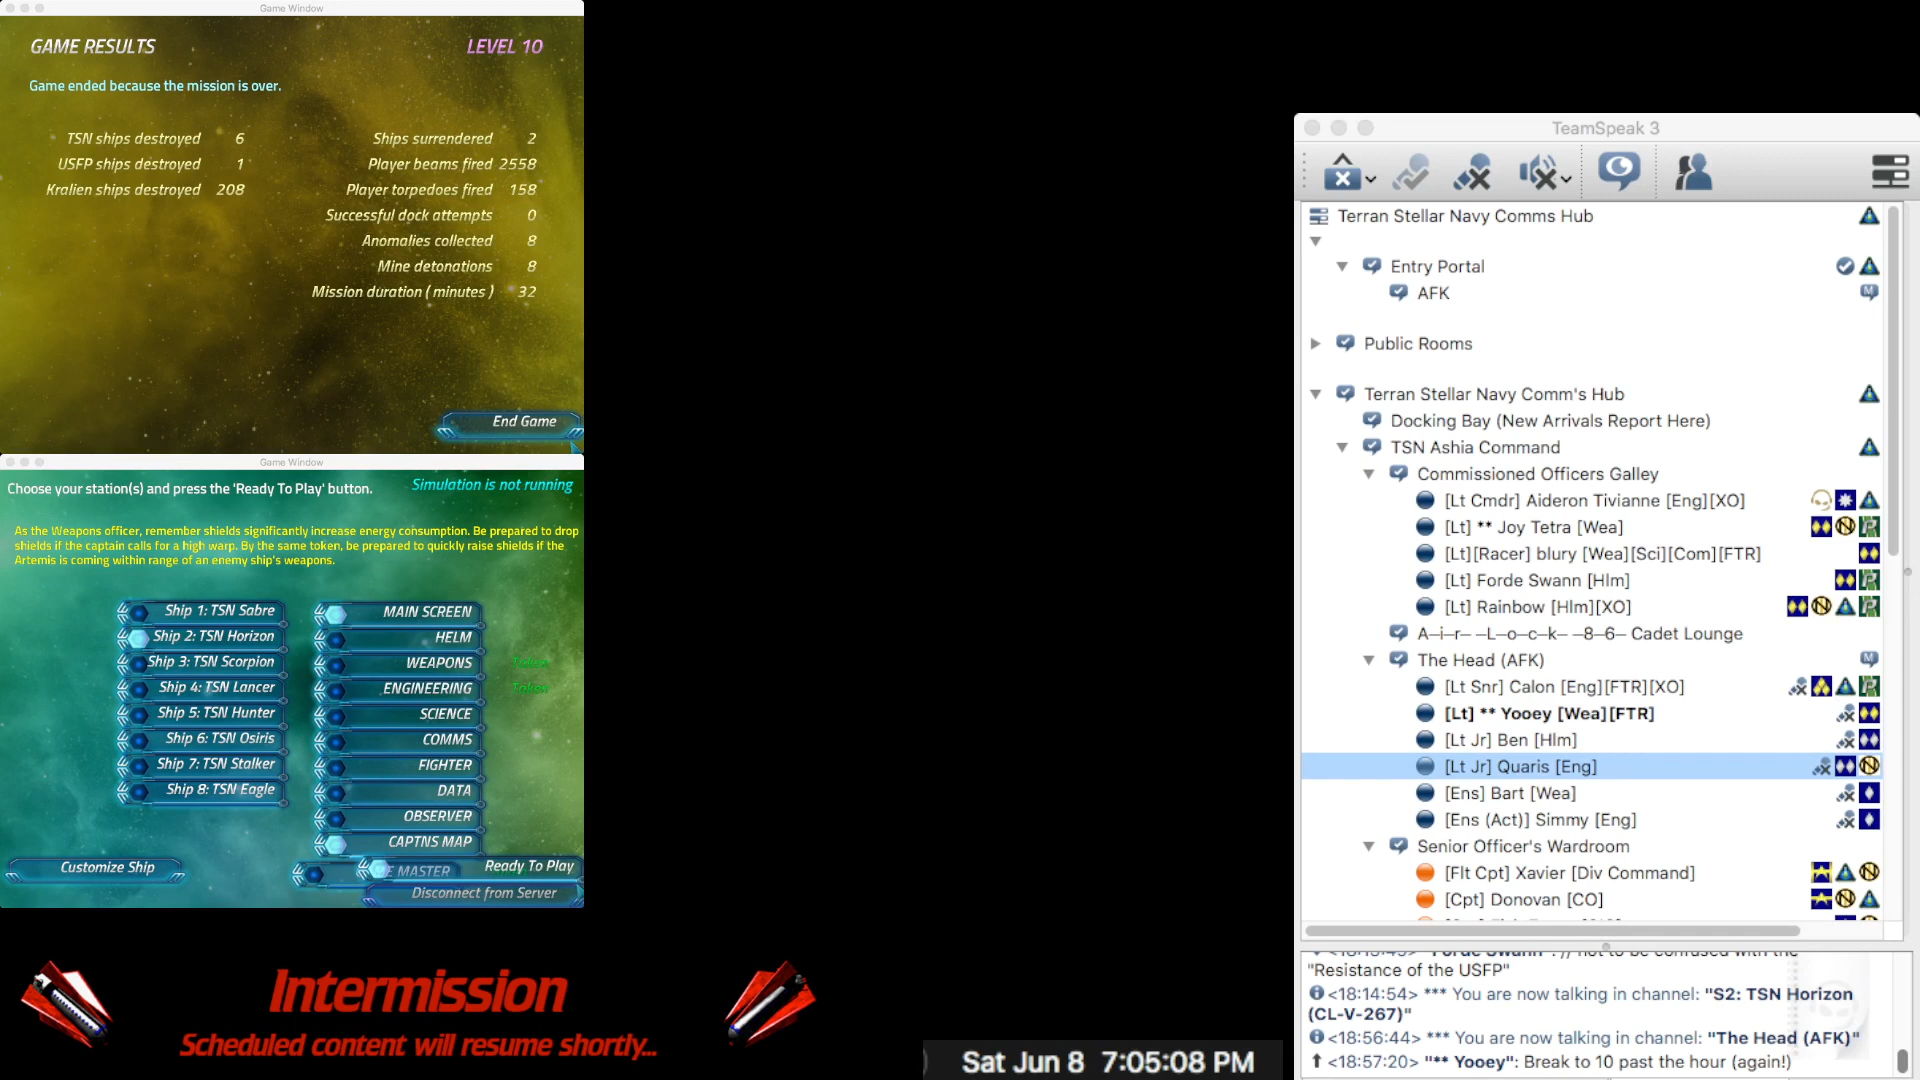 Game Window
GAME RESULTS
LEVEL 10
Game ended because the mission is over.
TSN ships destroyed 6
USFP ships destroyed 1
Kralien ships destroyed 208
Ships surrendered 2
Player beams fired 2558
Player torpedoes fired 158
Successful dock attempts 0
Anomalies collected 8
Mine detonations 8
Mission duration ( minutes ) 32
End Game
Game Window
Choose your station(s) and press the 'Ready To Play' button.
Simulation is not running
As the Weapons officer, remember shields significantly increase energy consumption. Be prepared to drop
shields if the captain calls for a high warp. By the same token, be prepared to quickly raise shields if the
Artemis is coming within range of an enemy ship's weapons.
Ship 1: TSN Sabre
Ship 2: TSN Horizon
Ship 3: TSN Scorpion
Ship 4: TSN Lancer
Ship 5: TSN Hunter
Ship 6: TSN Osiris
Ship 7: TSN Stalker
Ship 8: TSN Eagle
MAIN SCREEN
HELM
WEAPONS
Taken
ENGINEERING
Taken
SCIENCE
COMMS
FIGHTER
DATA
OBSERVER
CAPTNS MAP
MASTER
Customize Ship
Ready To Play
Disconnect from Server
Intermission
Scheduled content will resume shortly...
Sat Jun 8 7:05:08 PM
TeamSpeak 3
Terran Stellar Navy Comms Hub
Entry Portal
AFK
Public Rooms
Terran Stellar Navy Comm's Hub
Docking Bay (New Arrivals Report Here)
TSN Ashia Command
Commissioned Officers Galley
[Lt Cmdr] Aideron Tivianne [Eng][XO]
[Lt] ** Joy Tetra [Wea]
[Lt][Racer] blury [Wea][Sci][Com][FTR]
[Lt] Forde Swann [Hlm]
[Lt] Rainbow [Hlm][XO]
A–i–r– –L–o–c–k– –8–6– Cadet Lounge
The Head (AFK)
[Lt Snr] Calon [Eng][FTR][XO]
[Lt] ** Yooey [Wea][FTR]
[Lt Jr] Ben [Hlm]
[Lt Jr] Quaris [Eng]
[Ens] Bart [Wea]
[Ens (Act)] Simmy [Eng]
Senior Officer's Wardroom
[Flt Cpt] Xavier [Div Command]
[Cpt] Donovan [CO]
"Forde Swann": // not to be confused with the
"Resistance of the USFP"
<18:14:54> *** You are now talking in channel: "S2: TSN Horizon
(CL-V-267)"
<18:56:44> *** You are now talking in channel: "The Head (AFK)"
<18:57:20> "** Yooey": Break to 10 past the hour (again!)